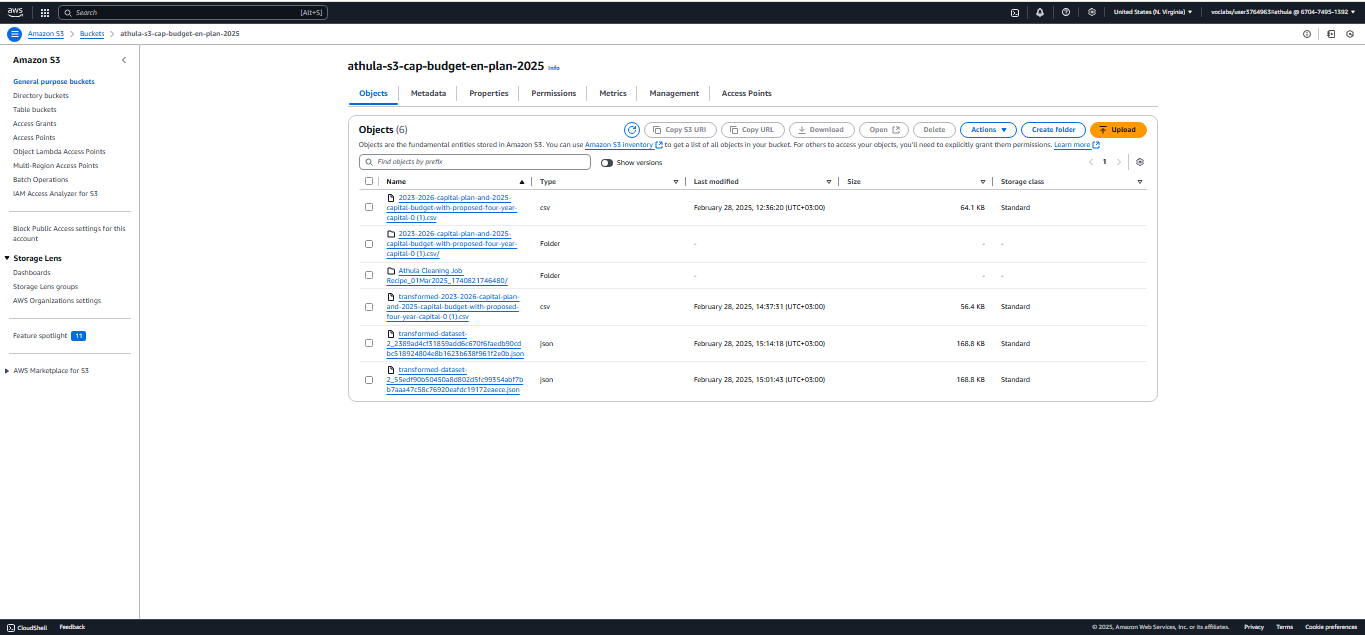 aws
Search
[Alt+S]
United States (N. Virginia)
voclabs/user3764963=athula @ 6704-7495-1392
Amazon S3 > Buckets > athula-s3-cap-budget-en-plan-2025
Amazon S3
General purpose buckets
Directory buckets
Table buckets
Access Grants
Access Points
Object Lambda Access Points
Multi-Region Access Points
Batch Operations
IAM Access Analyzer for S3
Block Public Access settings for this
account
Storage Lens
Dashboards
Storage Lens groups
AWS Organizations settings
Feature spotlight 11
AWS Marketplace for S3
athula-s3-cap-budget-en-plan-2025 Info
Objects
Metadata
Properties
Permissions
Metrics
Management
Access Points
Objects (6)
Copy S3 URI
Copy URL
Download
Open
Delete
Actions
Create folder
Upload
Objects are the fundamental entities stored in Amazon S3. You can use Amazon S3 inventory to get a list of all objects in your bucket. For others to access your objects, you'll need to explicitly grant them permissions. Learn more
Find objects by prefix
Show versions
1
Name
Type
Last modified
Size
Storage class
2023-2026-capital-plan-and-2025-
capital-budget-with-proposed-four-year-
capital-0 (1).csv
csv
February 28, 2025, 12:36:20 (UTC+03:00)
64.1 KB
Standard
2023-2026-capital-plan-and-2025-
capital-budget-with-proposed-four-year-
capital-0 (1).csv/
Folder
-
-
-
Athula Cleaning Job
Recipe_01Mar2025_1740821746480/
Folder
-
-
-
transformed-2023-2026-capital-plan-
and-2025-capital-budget-with-proposed-
four-year-capital-0 (1).csv
csv
February 28, 2025, 14:37:31 (UTC+03:00)
56.4 KB
Standard
transformed-dataset-
2_2389ad4cf31859add6c670f6faedb90cd
bc518924804e8b1623b638f961f2e0b.json
json
February 28, 2025, 15:14:18 (UTC+03:00)
168.8 KB
Standard
transformed-dataset-
2_55edf90b50450a8d802d5fc99354abf7b
b7aaa47c58c76920eafdc19172eaece.json
json
February 28, 2025, 15:01:43 (UTC+03:00)
168.8 KB
Standard
CloudShell
Feedback
© 2025, Amazon Web Services, Inc. or its affiliates.
Privacy
Terms
Cookie preferences